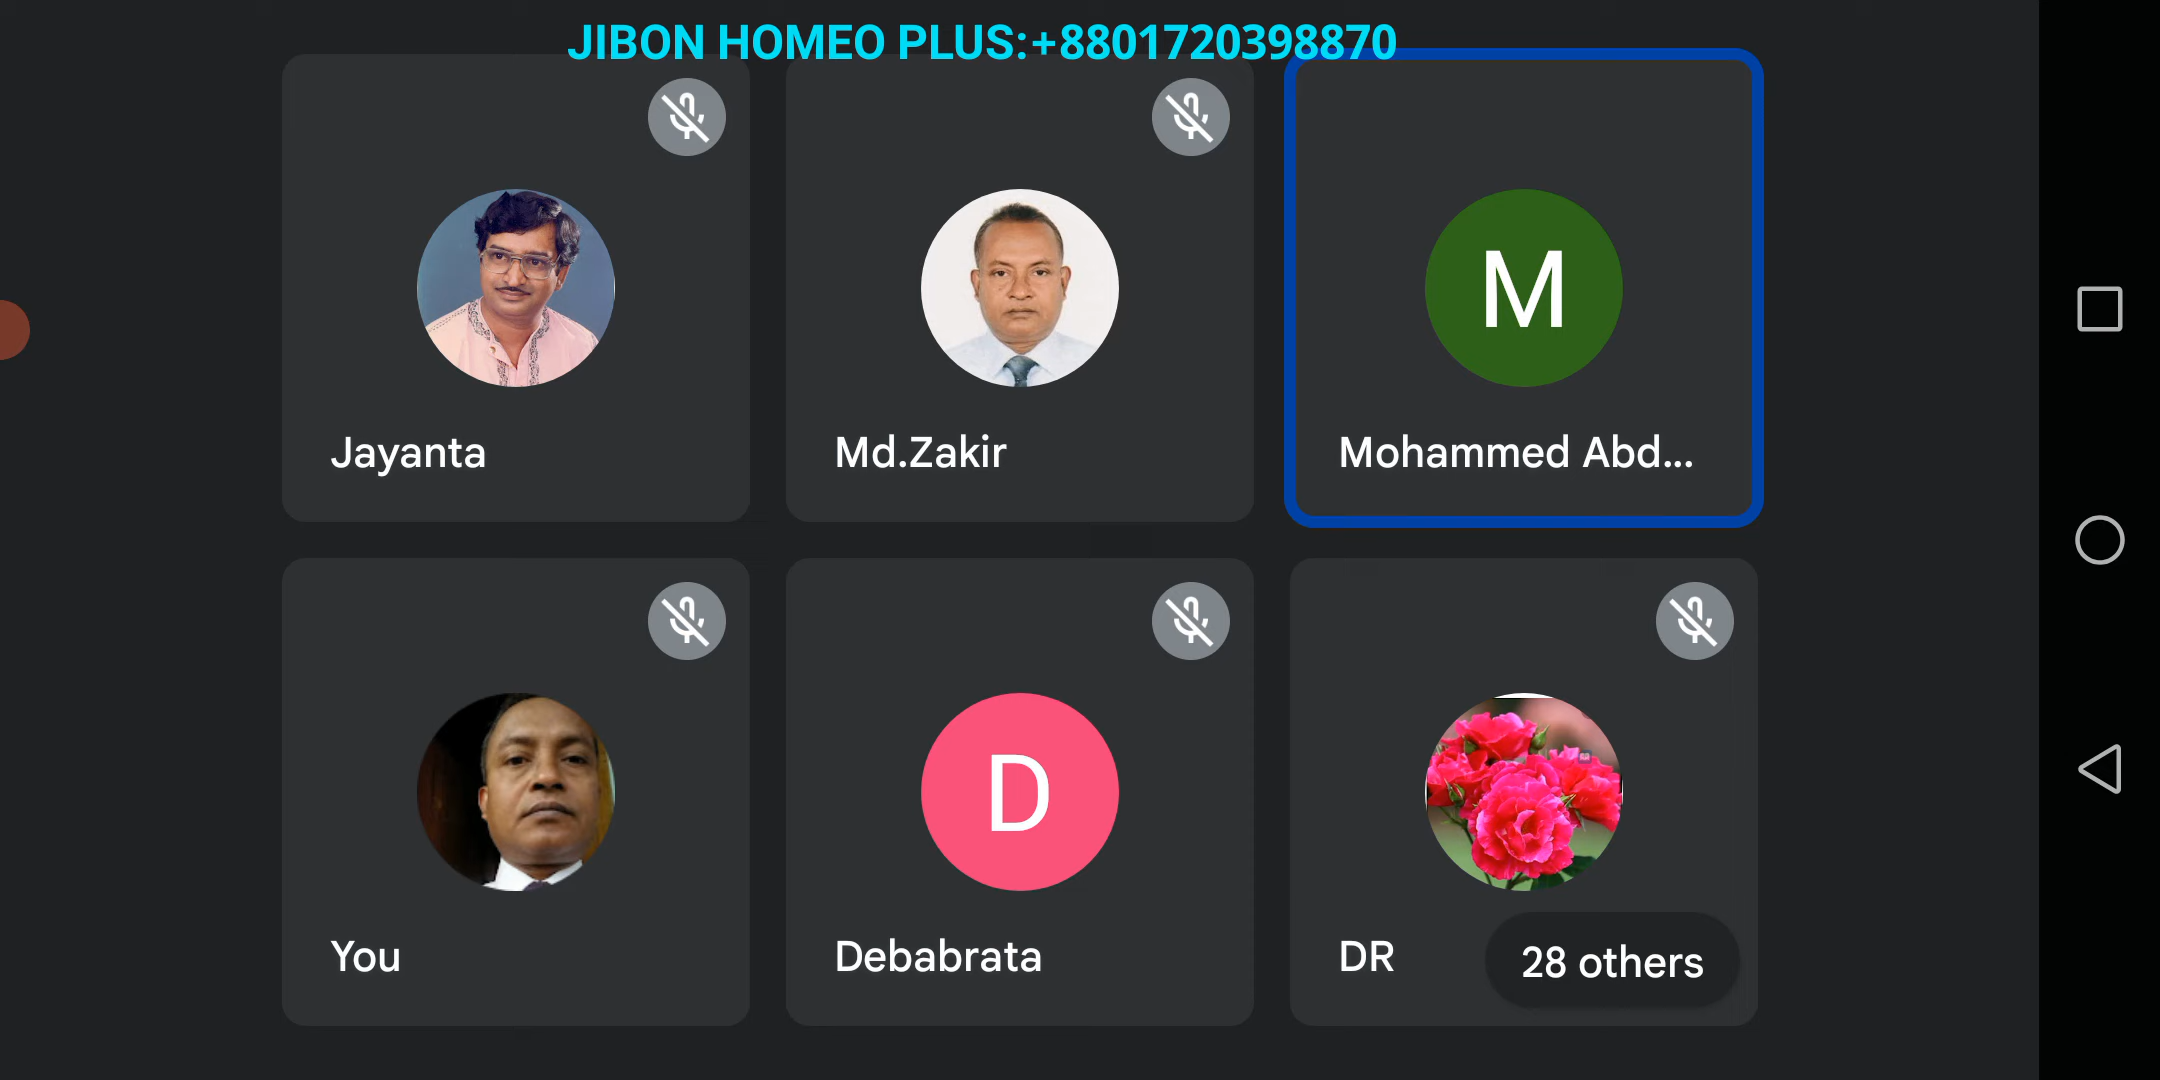 JIBON HOMEO PLUS:+8801720398870
Jayanta
Md.Zakir
M
Mohammed Abd...
You
D
Debabrata
DR
28 others